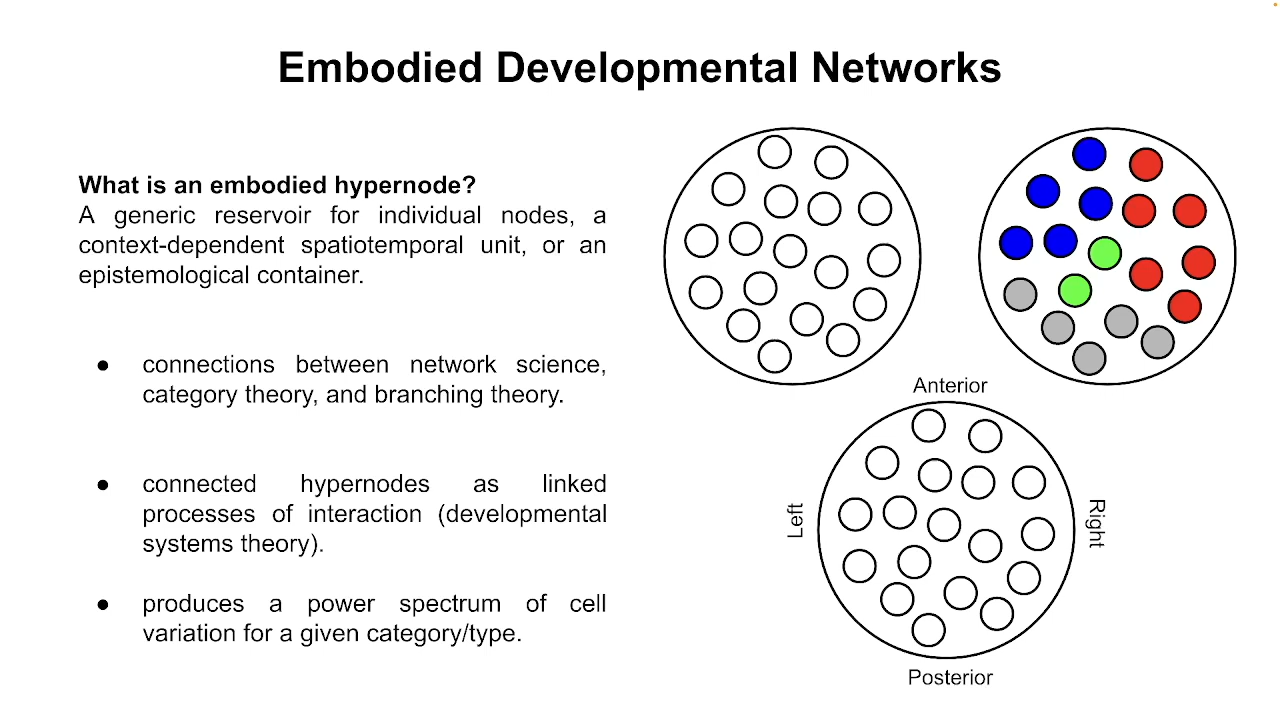 Embodied Developmental Networks
What is an embodied hypernode?
A generic reservoir for individual nodes, a
context-dependent spatiotemporal unit, or an
epistemological container.
● connections between network science,
category theory, and branching theory.
● connected hypernodes as linked
processes of interaction (developmental
systems theory).
● produces a power spectrum of cell
variation for a given category/type.
Anterior
Left
Right
Posterior